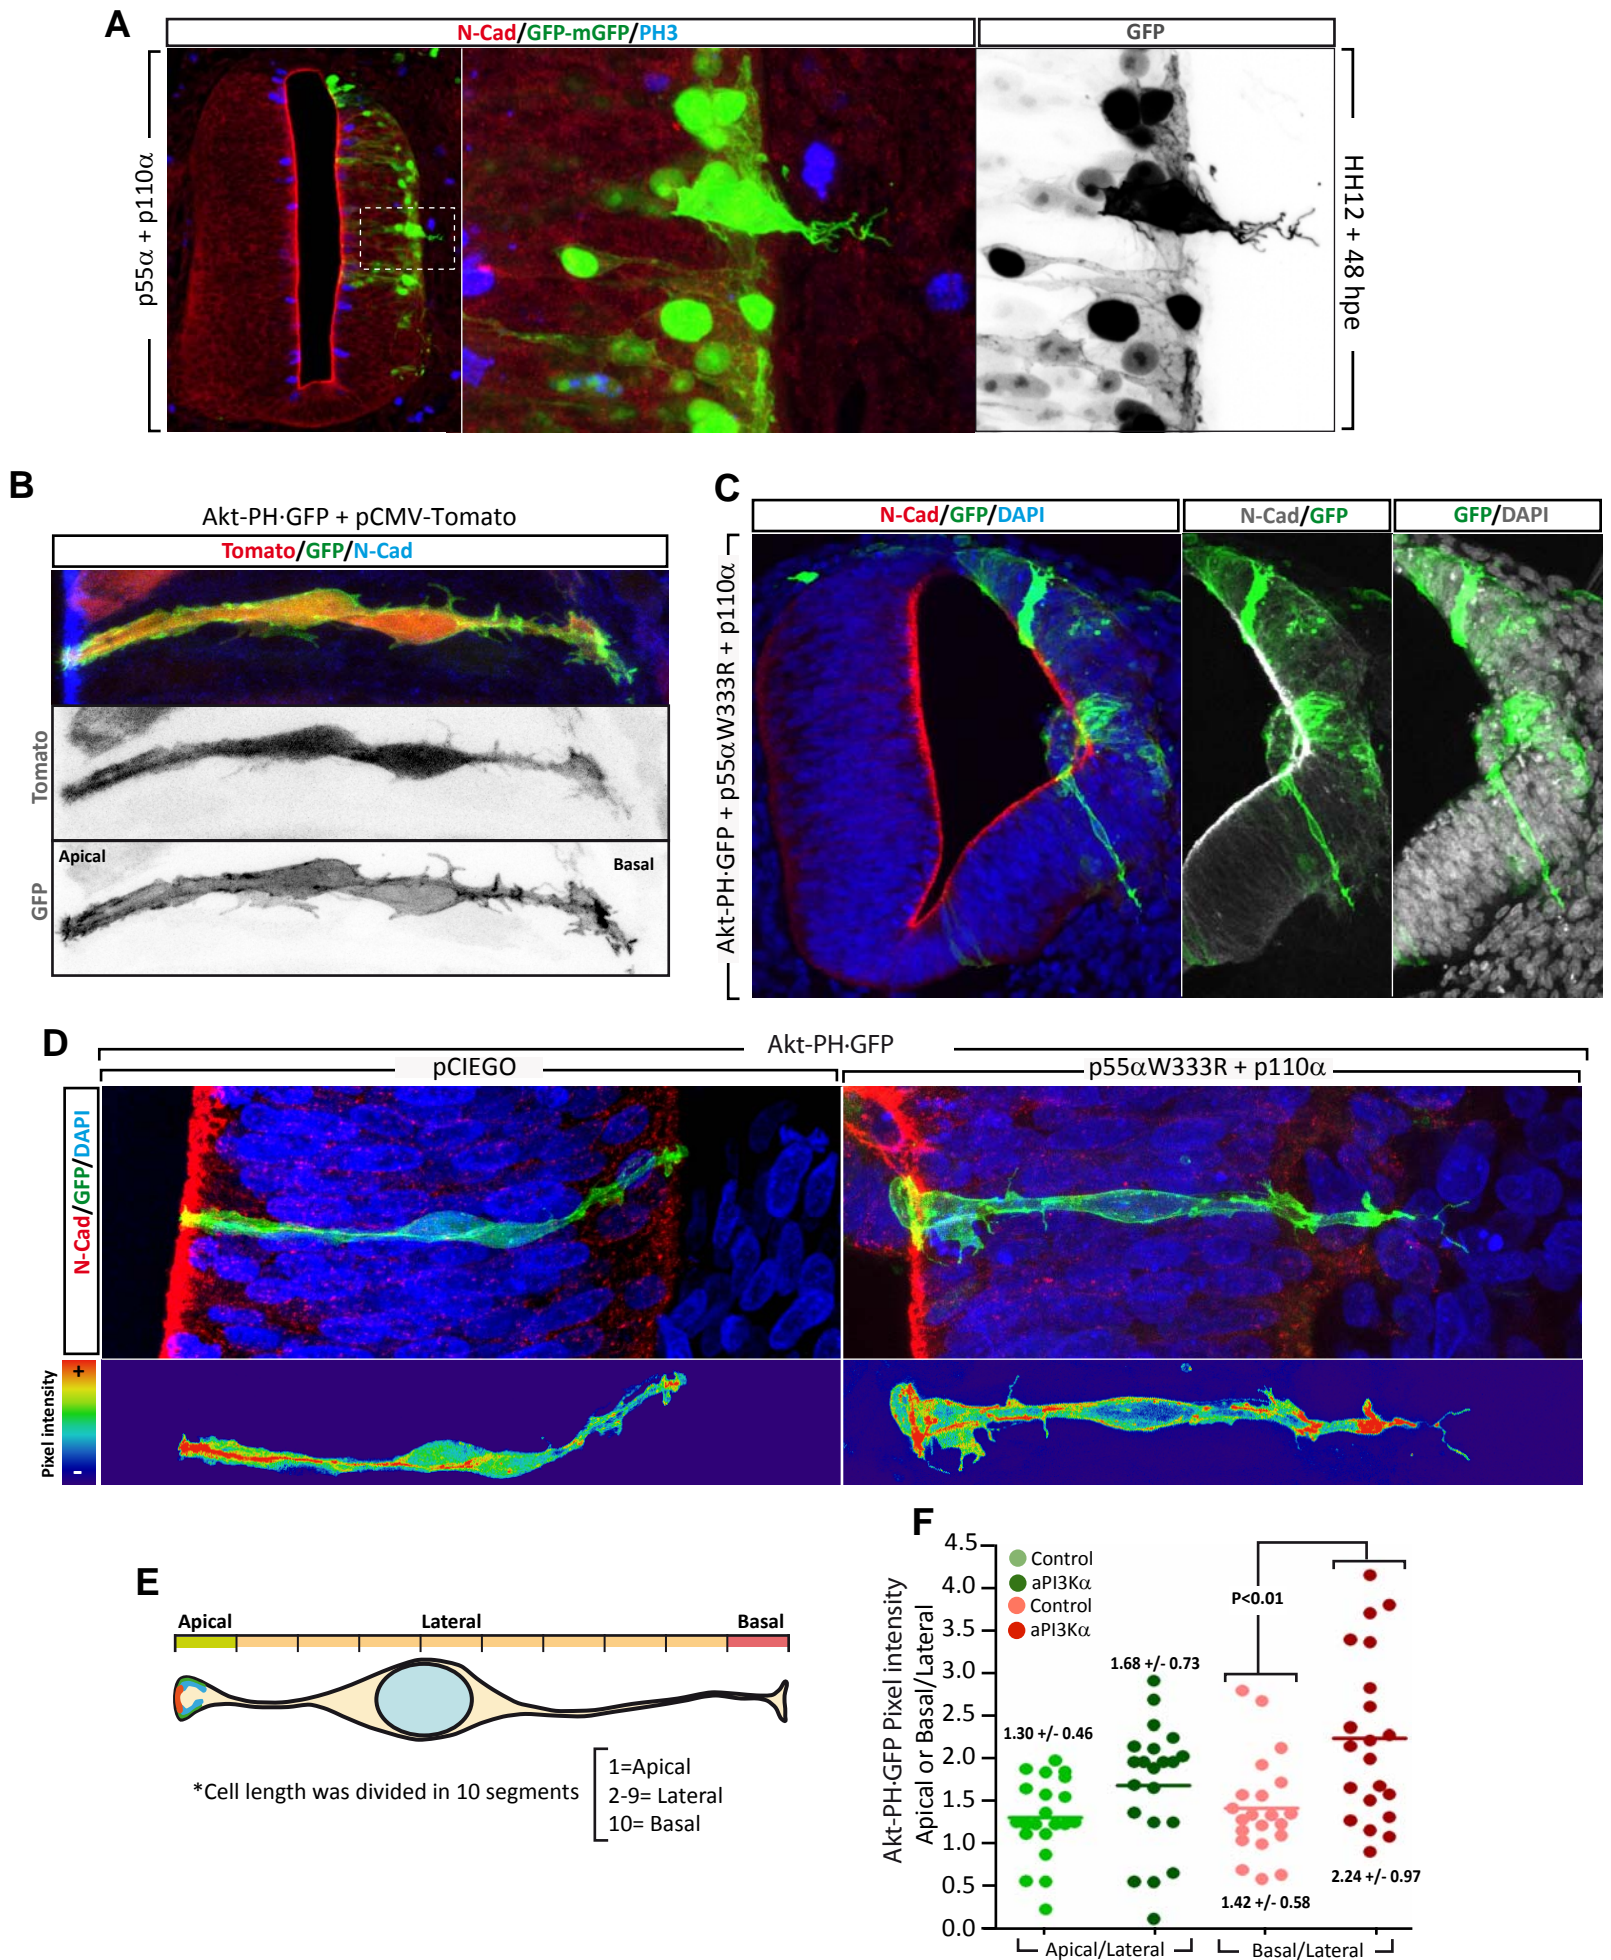 A
N-Cad/GFP-mGFP/PH3
GFP
p55α + p110α
HH12 + 48 hpe
B
Akt-PH·GFP + pCMV-Tomato
Tomato/GFP/N-Cad
Tomato
GFP
Apical
Basal
C
N-Cad/GFP/DAPI
N-Cad/GFP
GFP/DAPI
Akt-PH·GFP + p55αW333R + p110α
D
Akt-PH·GFP
pCIEGO
p55αW333R + p110α
N-Cad/GFP/DAPI
Pixel intensity
+
-
E
Apical
Lateral
Basal
*Cell length was divided in 10 segments
1=Apical
2-9= Lateral
10= Basal
F
Akt-PH·GFP Pixel intensity
Apical or Basal/Lateral
4.5
4.0
3.5
3.0
2.5
2.0
1.5
1.0
0.5
0.0
Control
aPI3Kα
Control
aPI3Kα
P<0.01
1.30 +/- 0.46
1.68 +/- 0.73
1.42 +/- 0.58
2.24 +/- 0.97
Apical/Lateral
Basal/Lateral